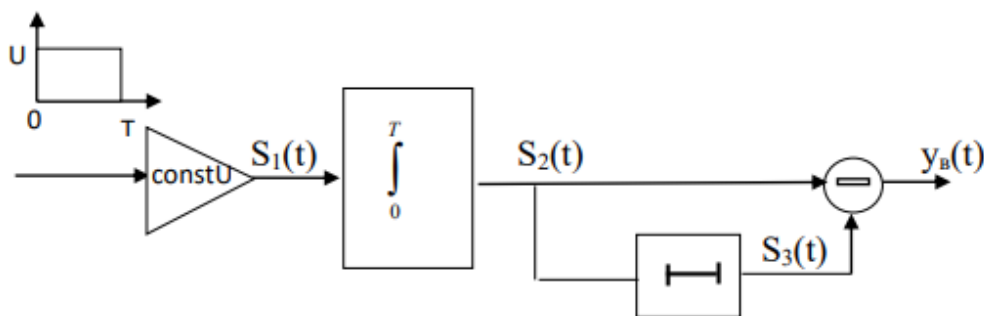 U
0
T
constU
S₁(t)
T
∫
0
S₂(t)
S₃(t)
yв(t)